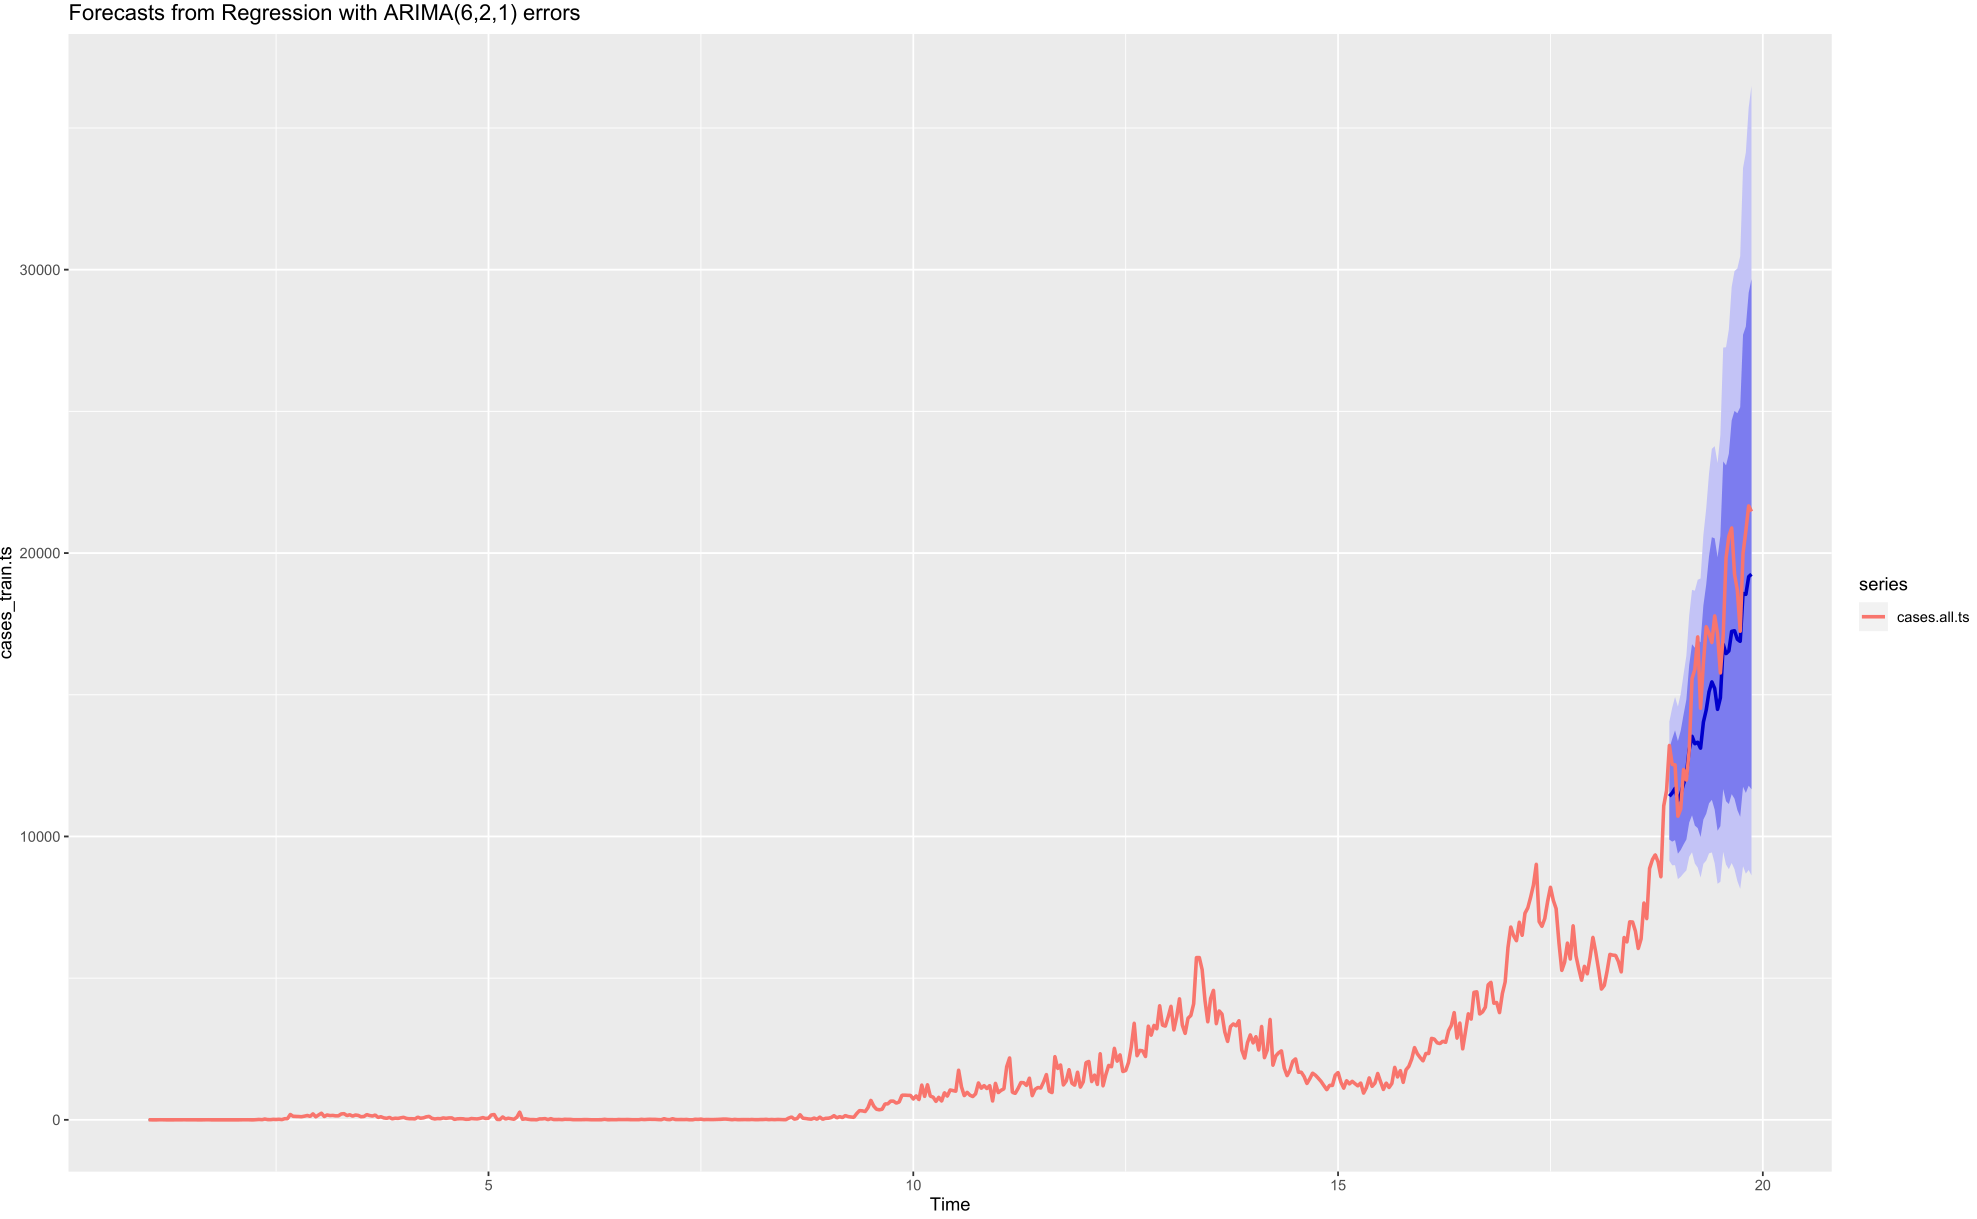 Forecasts from Regression with ARIMA(6,2,1) errors
cases_train.ts
30000
20000
10000
0
5
10
15
20
Time
series
cases.all.ts